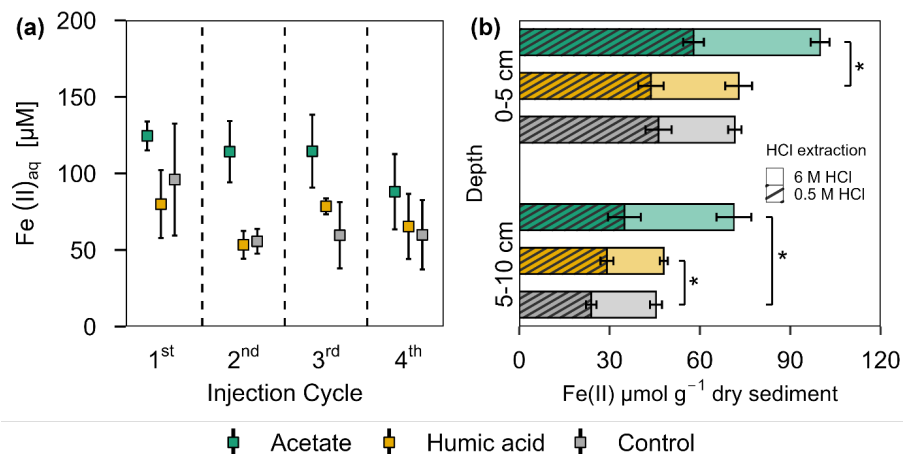 (a)
200
150
100
50
0
Fe (II)aq [µM]
1st 2nd 3rd 4th
Injection Cycle
(b)
0-5 cm
5-10 cm
Depth
*
*
*
HCl extraction
6 M HCl
0.5 M HCl
0 30 60 90 120
Fe(II) µmol g−1 dry sediment
Acetate Humic acid Control